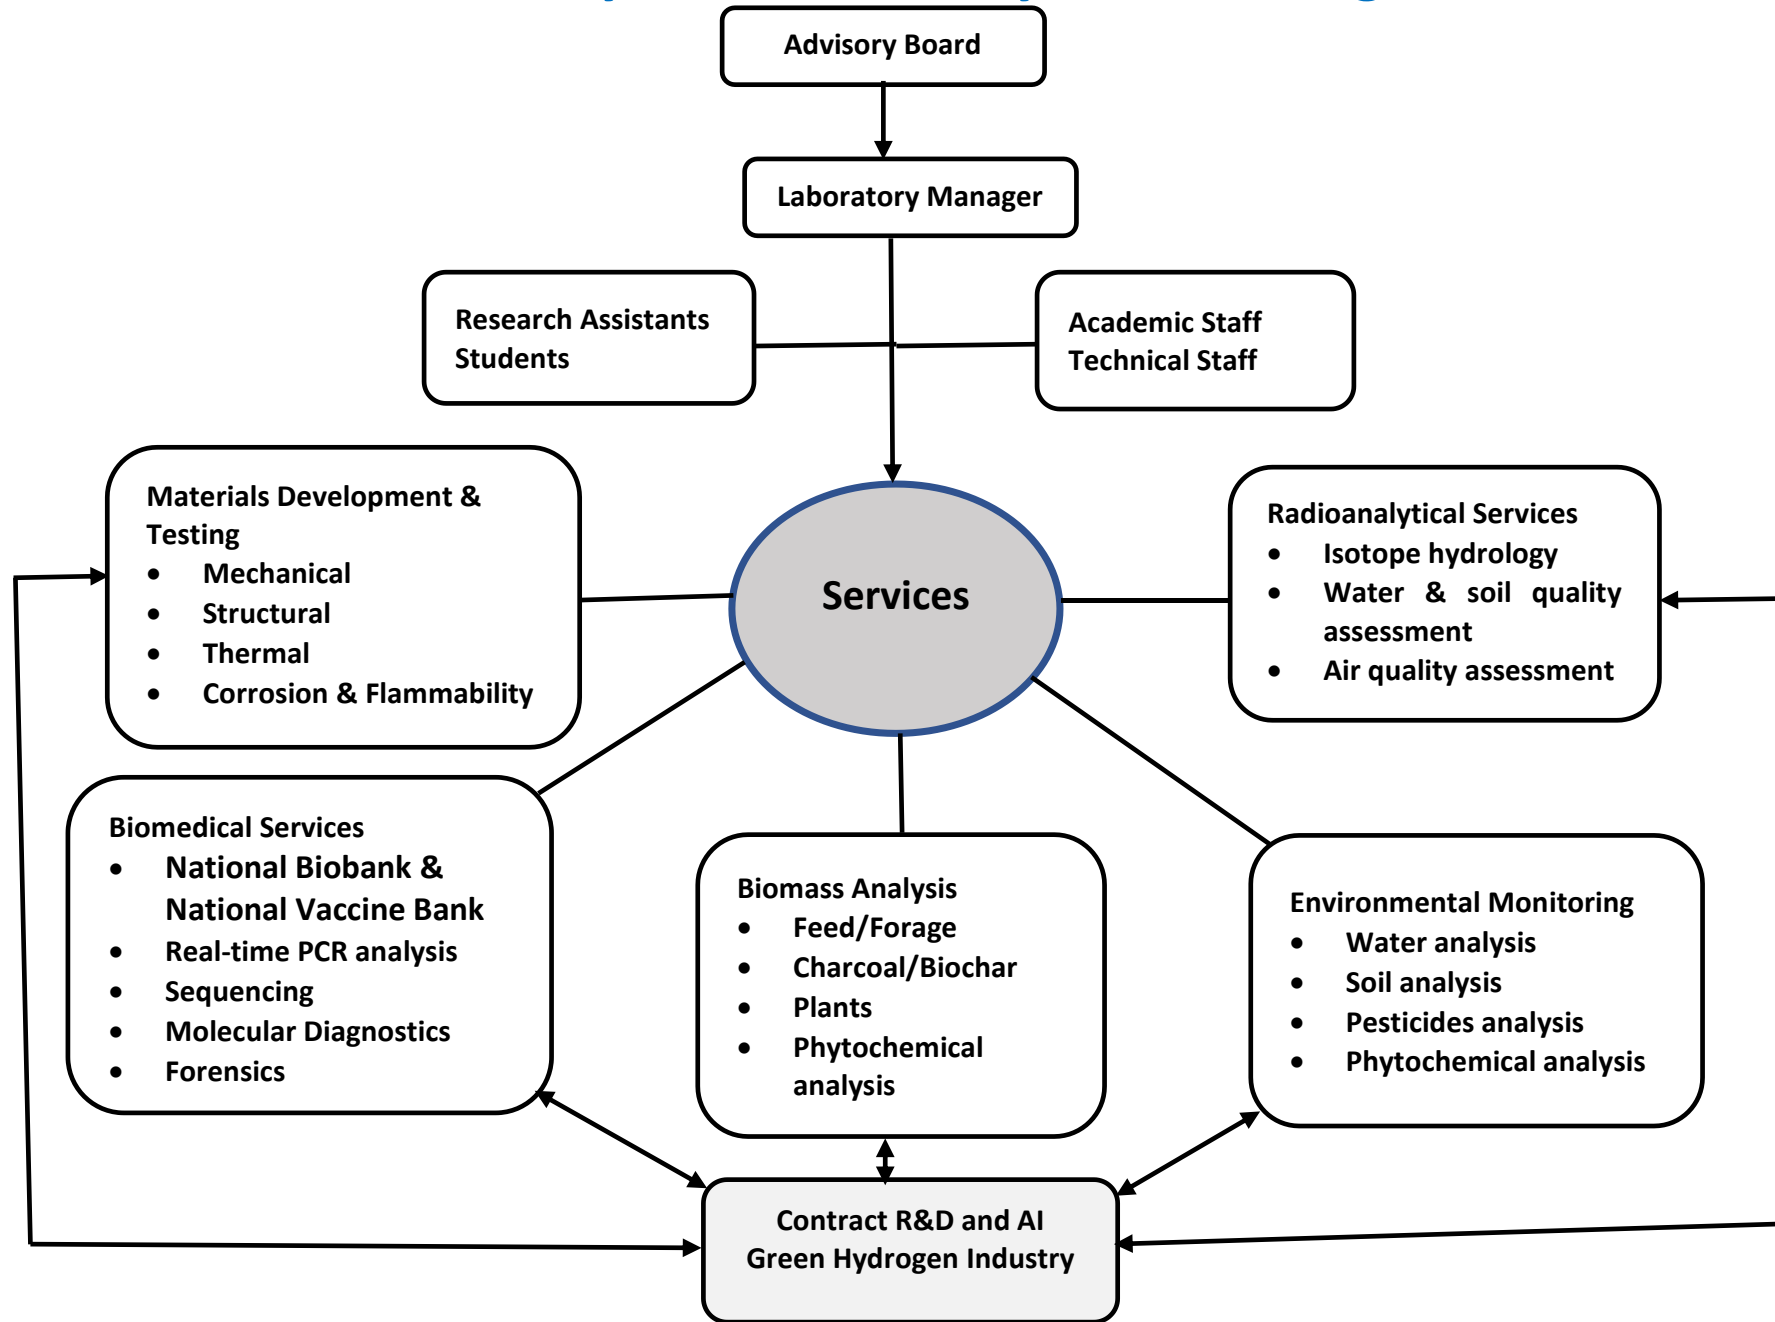 Advisory Board
Laboratory Manager
Research Assistants
Students
Academic Staff
Technical Staff
Materials Development &
Testing
• Mechanical
• Structural
• Thermal
• Corrosion & Flammability
Services
Radioanalytical Services
• Isotope hydrology
• Water & soil quality
assessment
• Air quality assessment
Biomedical Services
• National Biobank &
National Vaccine Bank
• Real-time PCR analysis
• Sequencing
• Molecular Diagnostics
• Forensics
Biomass Analysis
• Feed/Forage
• Charcoal/Biochar
• Plants
• Phytochemical
analysis
Environmental Monitoring
• Water analysis
• Soil analysis
• Pesticides analysis
• Phytochemical analysis
Contract R&D and AI
Green Hydrogen Industry